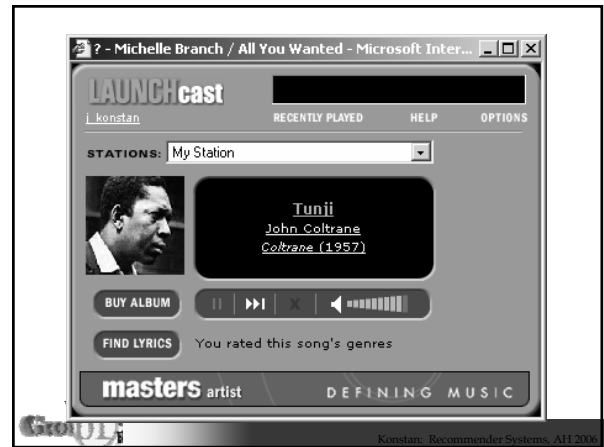 ? - Michelle Branch / All You Wanted - Microsoft Inter...
LAUNCHcast
j_konstan
RECENTLY PLAYED HELP OPTIONS
STATIONS: My Station
Tunji
John Coltrane
Coltrane (1957)
BUY ALBUM
FIND LYRICS You rated this song's genres
masters artist DEFINING MUSIC
Konstan: Recommender Systems, AH 2006